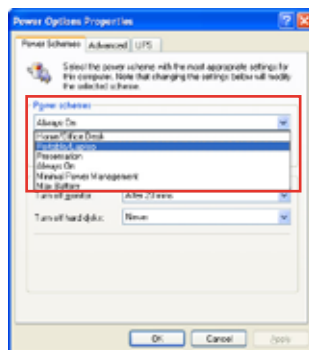 Power Options Properties
Power Schemes Advanced UPS
Select the power scheme with the most appropriate settings for
this computer. Note that changing the settings below will modify
the selected scheme.
Power schemes
Always On
Home/Office Desk
Portable/Laptop
Presentation
Always On
Minimal Power Management
Max Battery
Turn off monitor: After 20 mins
Turn off hard disks: Never
OK Cancel Apply